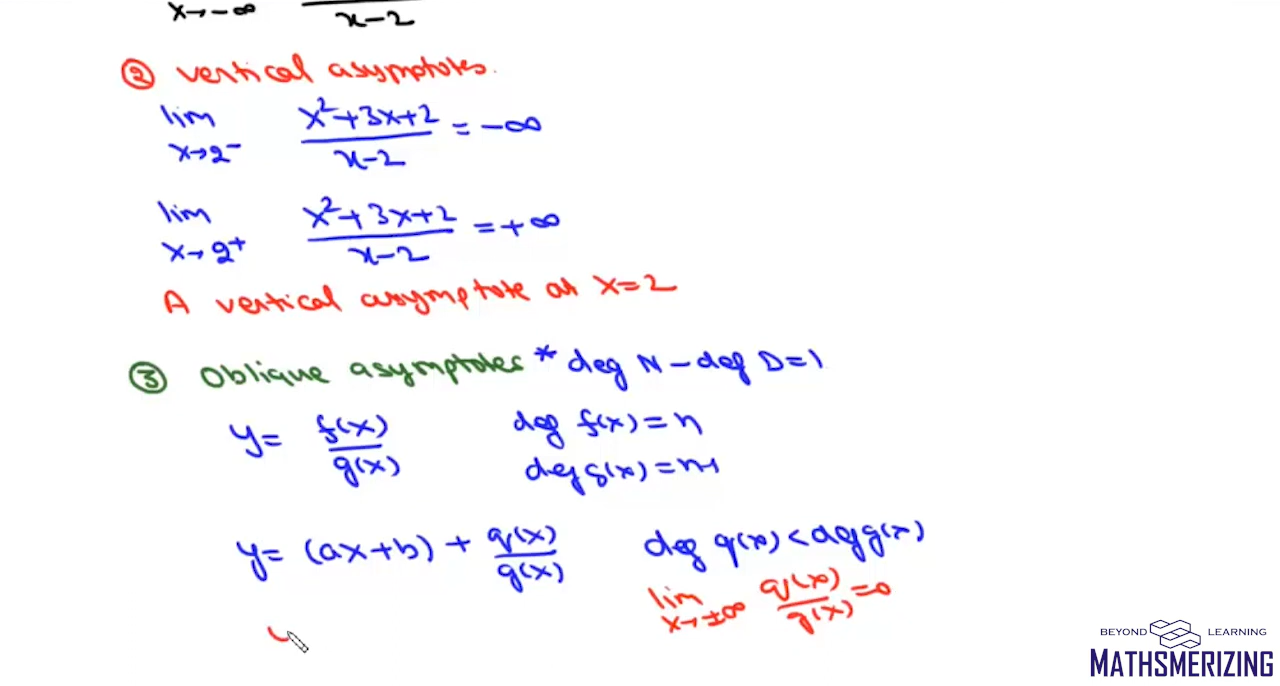 x→-∞ x-2
② vertical asymptotes.
lim x→2⁻ (x²+3x+2)/(x-2) = -∞
lim x→2⁺ (x²+3x+2)/(x-2) = +∞
A vertical asymptote at x=2
③ Oblique asymptotes * deg N - deg D = 1
y= f(x)/g(x) deg f(x) = n
deg g(x) = n-1
y= (ax+b) + q(x)/g(x) deg q(x) < deg g(x)
lim x→±∞ q(x)/g(x) = 0
BEYOND LEARNING
MATHSMERIZING